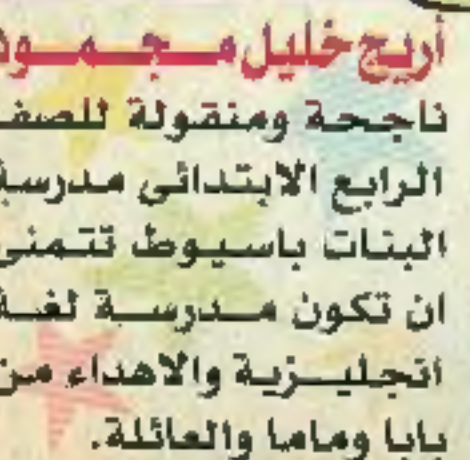 أريج خليل محمود
ناجحة ومنقولة للصف
الرابع الابتدائى مدرسة
البنات باسيوط تتمنى
ان تكون مدرسة لغة
انجليزية والاهداء من
بابا وماما والعائلة.